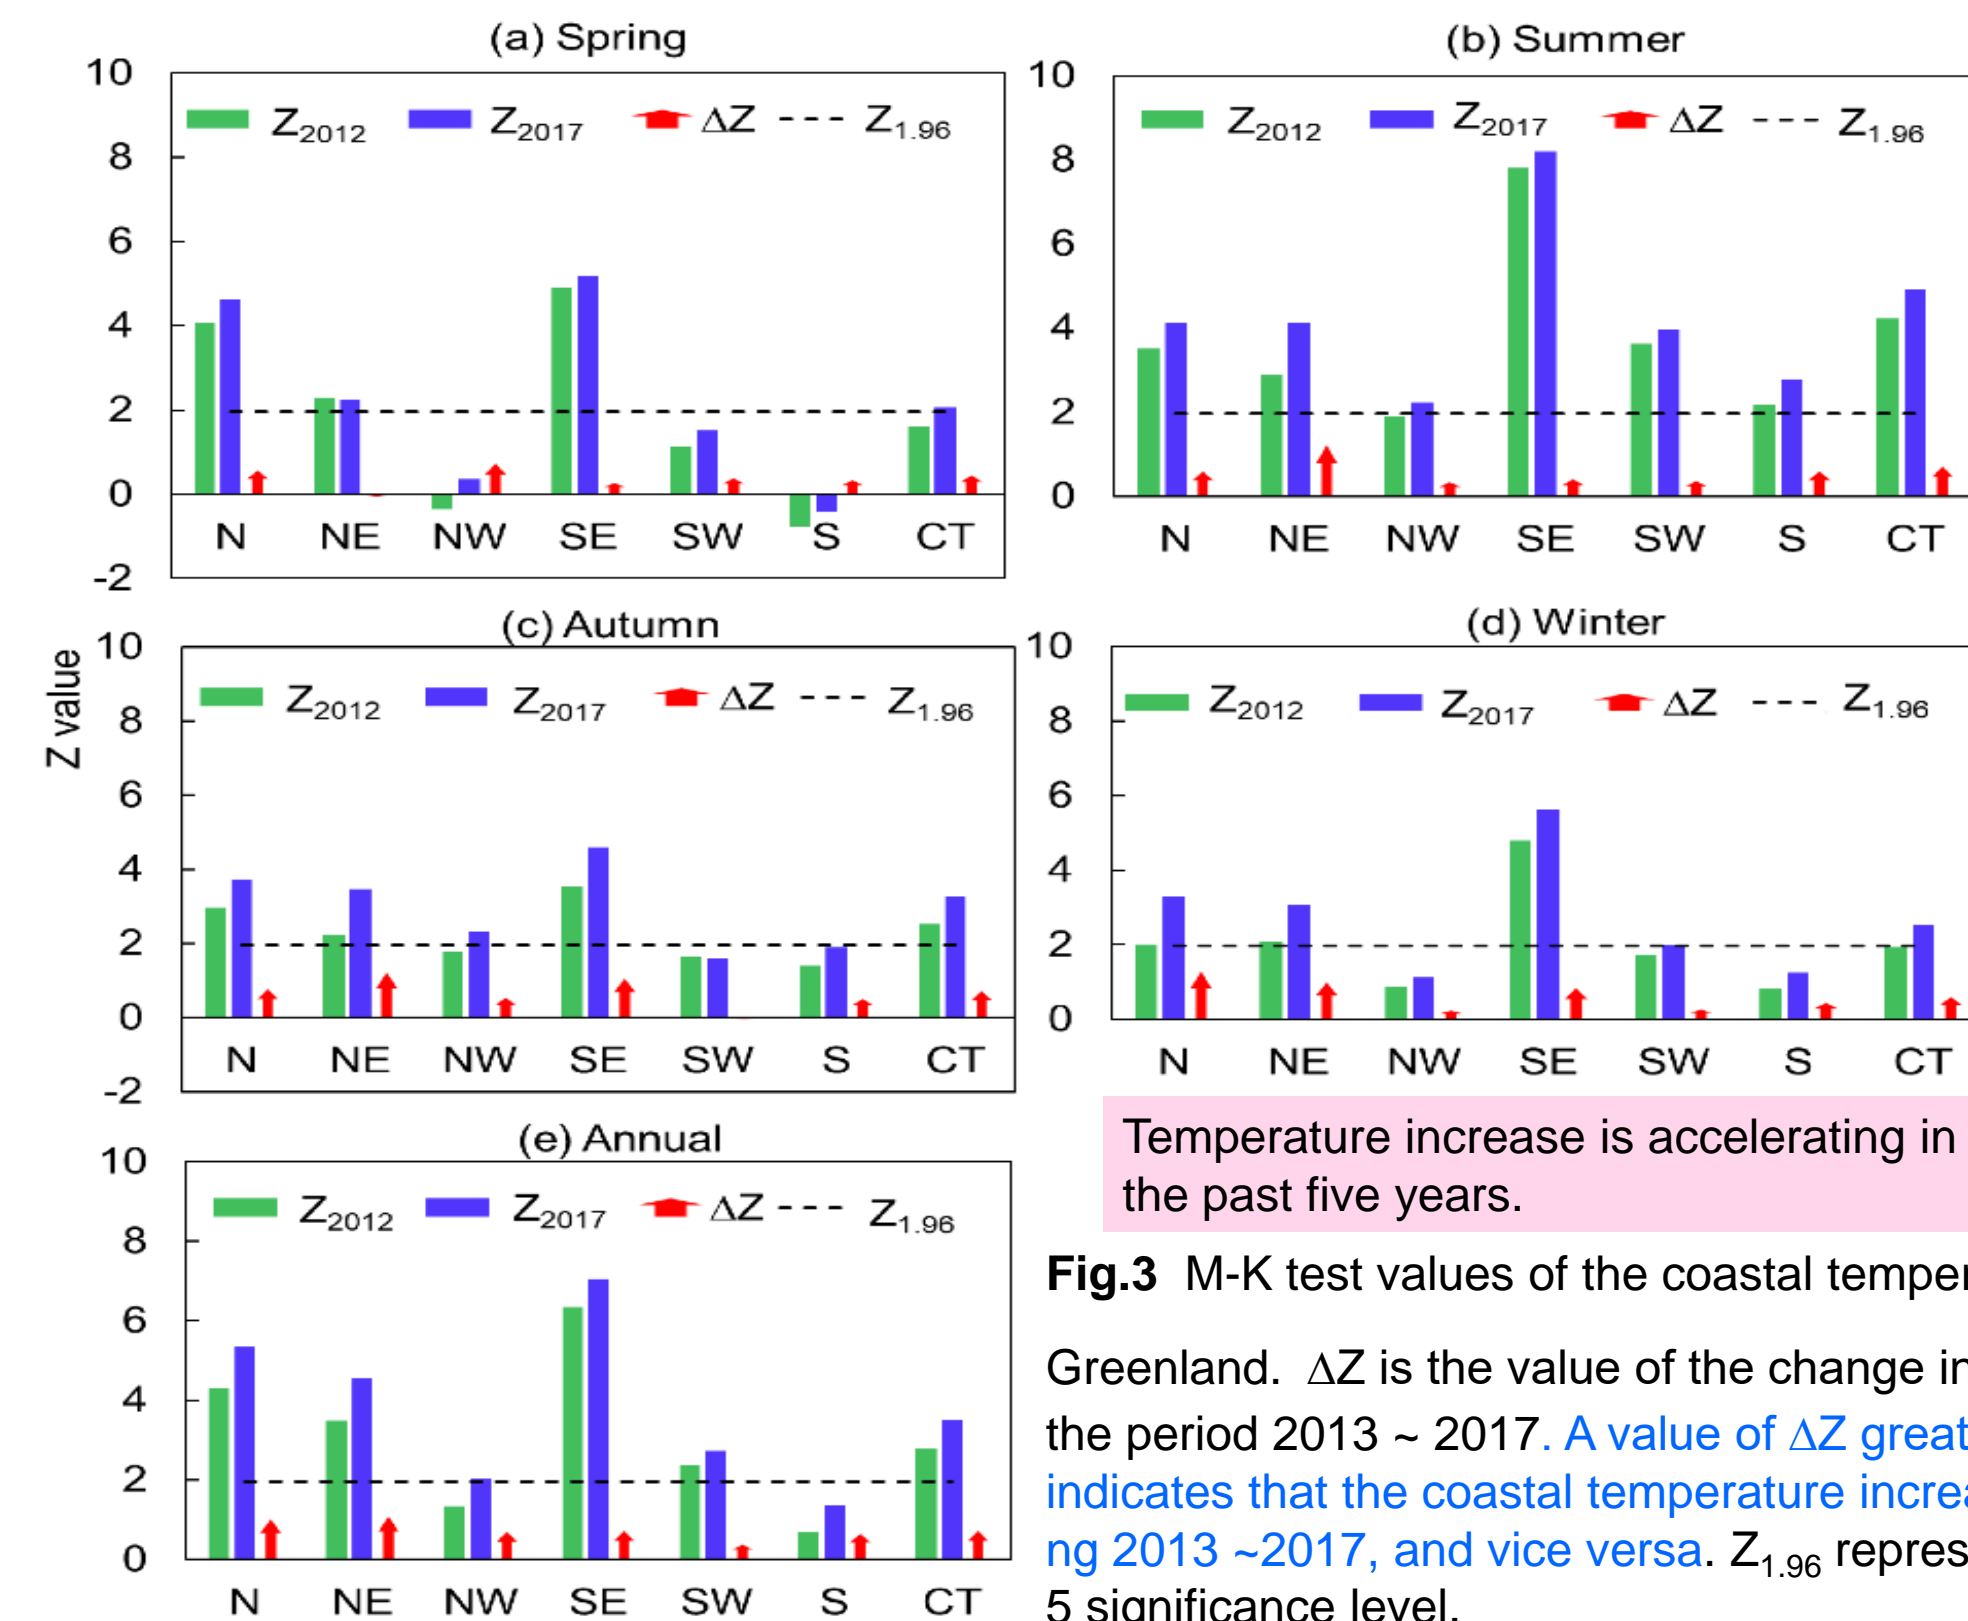 (a) Spring
10
Z2012 Z2017 ΔZ Z1.96
8
6
4
2
0
N NE NW SE SW S CT
-2
(b) Summer
10
Z2012 Z2017 ΔZ Z1.96
8
6
4
2
0
N NE NW SE SW S CT
(c) Autumn
10
Z2012 Z2017 ΔZ Z1.96
8
6
4
2
0
N NE NW SE SW S CT
-2
Z value
(d) Winter
10
Z2012 Z2017 ΔZ Z1.96
8
6
4
2
0
N NE NW SE SW S CT
(e) Annual
10
Z2012 Z2017 ΔZ Z1.96
8
6
4
2
0
N NE NW SE SW S CT
Temperature increase is accelerating in
the past five years.
Fig.3 M-K test values of the coastal temper
Greenland. ΔZ is the value of the change in
the period 2013 ~ 2017. A value of ΔZ great
indicates that the coastal temperature increa
ng 2013 ~2017, and vice versa. Z1.96 repres
5 significance level.